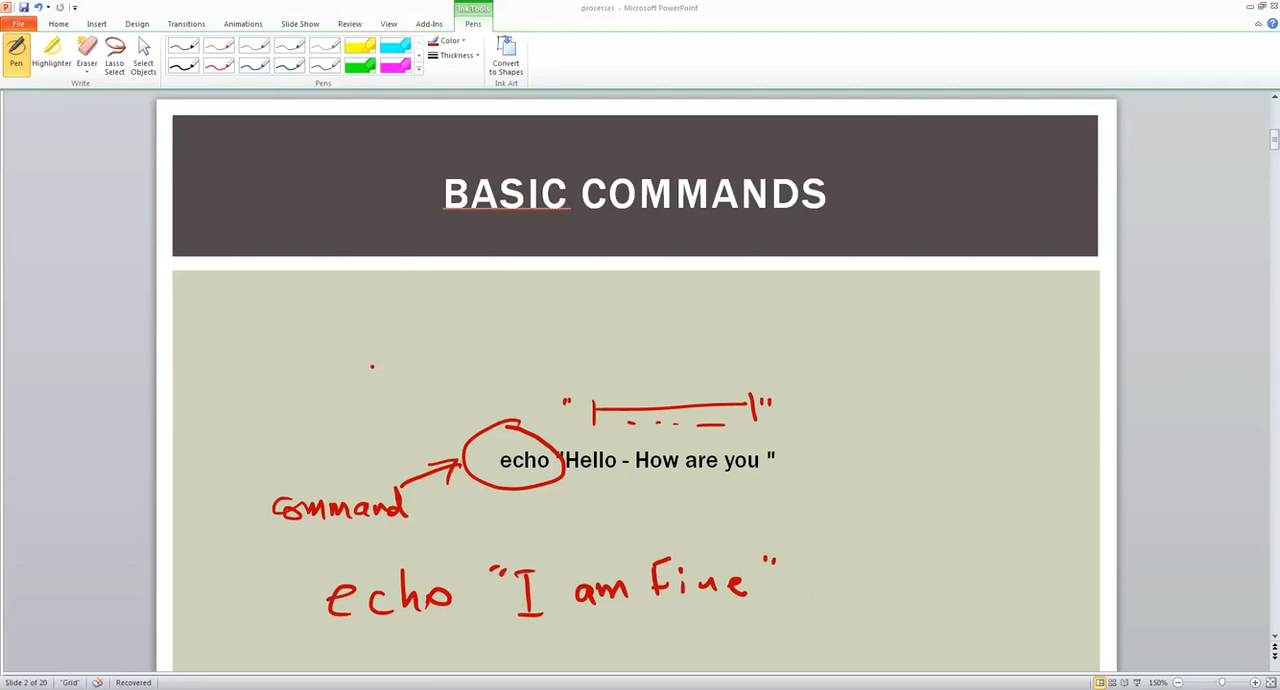 processes - Microsoft PowerPoint
Ink Tools
File Home Insert Design Transitions Animations Slide Show Review View Add-Ins Pens
Pen Highlighter Eraser Lasso Select Select Objects Color Thickness Convert to Shapes
Write Pens Ink Art
BASIC COMMANDS
" "
echo "Hello - How are you "
Command
echo "I am Fine"
Slide 2 of 20 "Grid" Recovered 150%